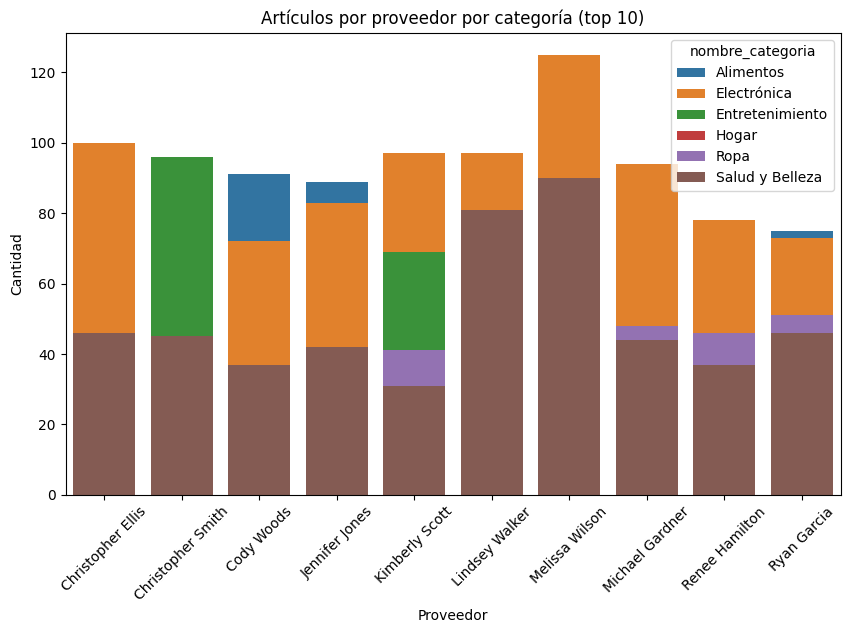 Artículos por proveedor por categoría (top 10)
nombre_categoria
Alimentos
Electrónica
Entretenimiento
Hogar
Ropa
Salud y Belleza
Cantidad
120
100
80
60
40
20
0
Christopher Ellis
Christopher Smith
Cody Woods
Jennifer Jones
Kimberly Scott
Lindsey Walker
Melissa Wilson
Michael Gardner
Renee Hamilton
Ryan Garcia
Proveedor